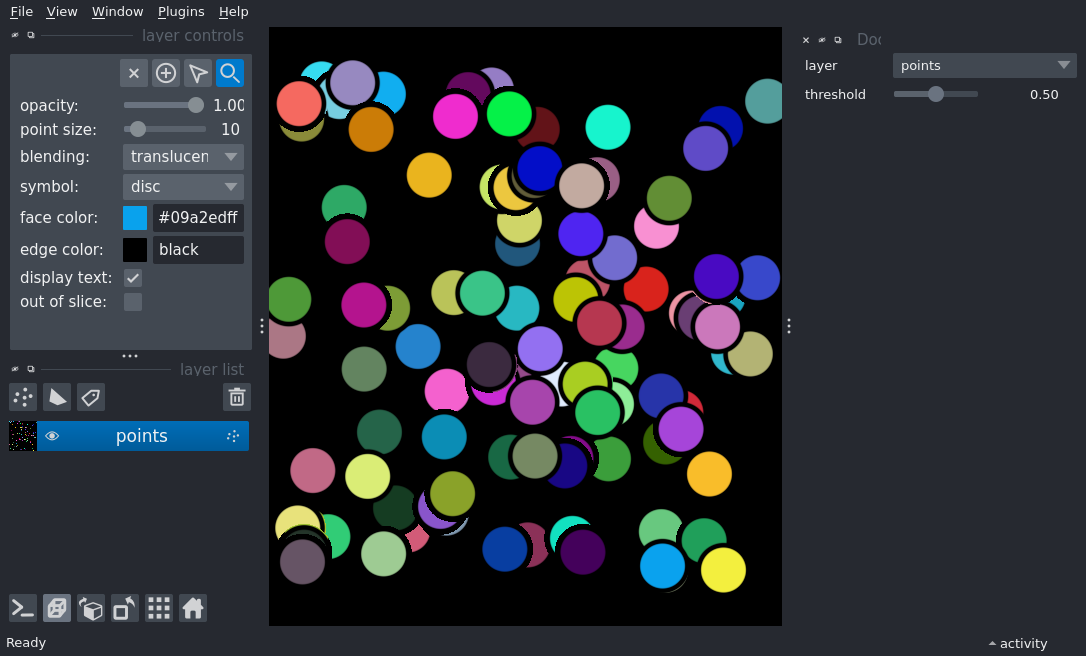 File View Window Plugins Help
layer controls
opacity: 1.00
point size: 10
blending: translucen
symbol: disc
face color: #09a2edff
edge color: black
display text:
out of slice:
layer list
points
Doc
layer points
threshold 0.50
Ready
activity